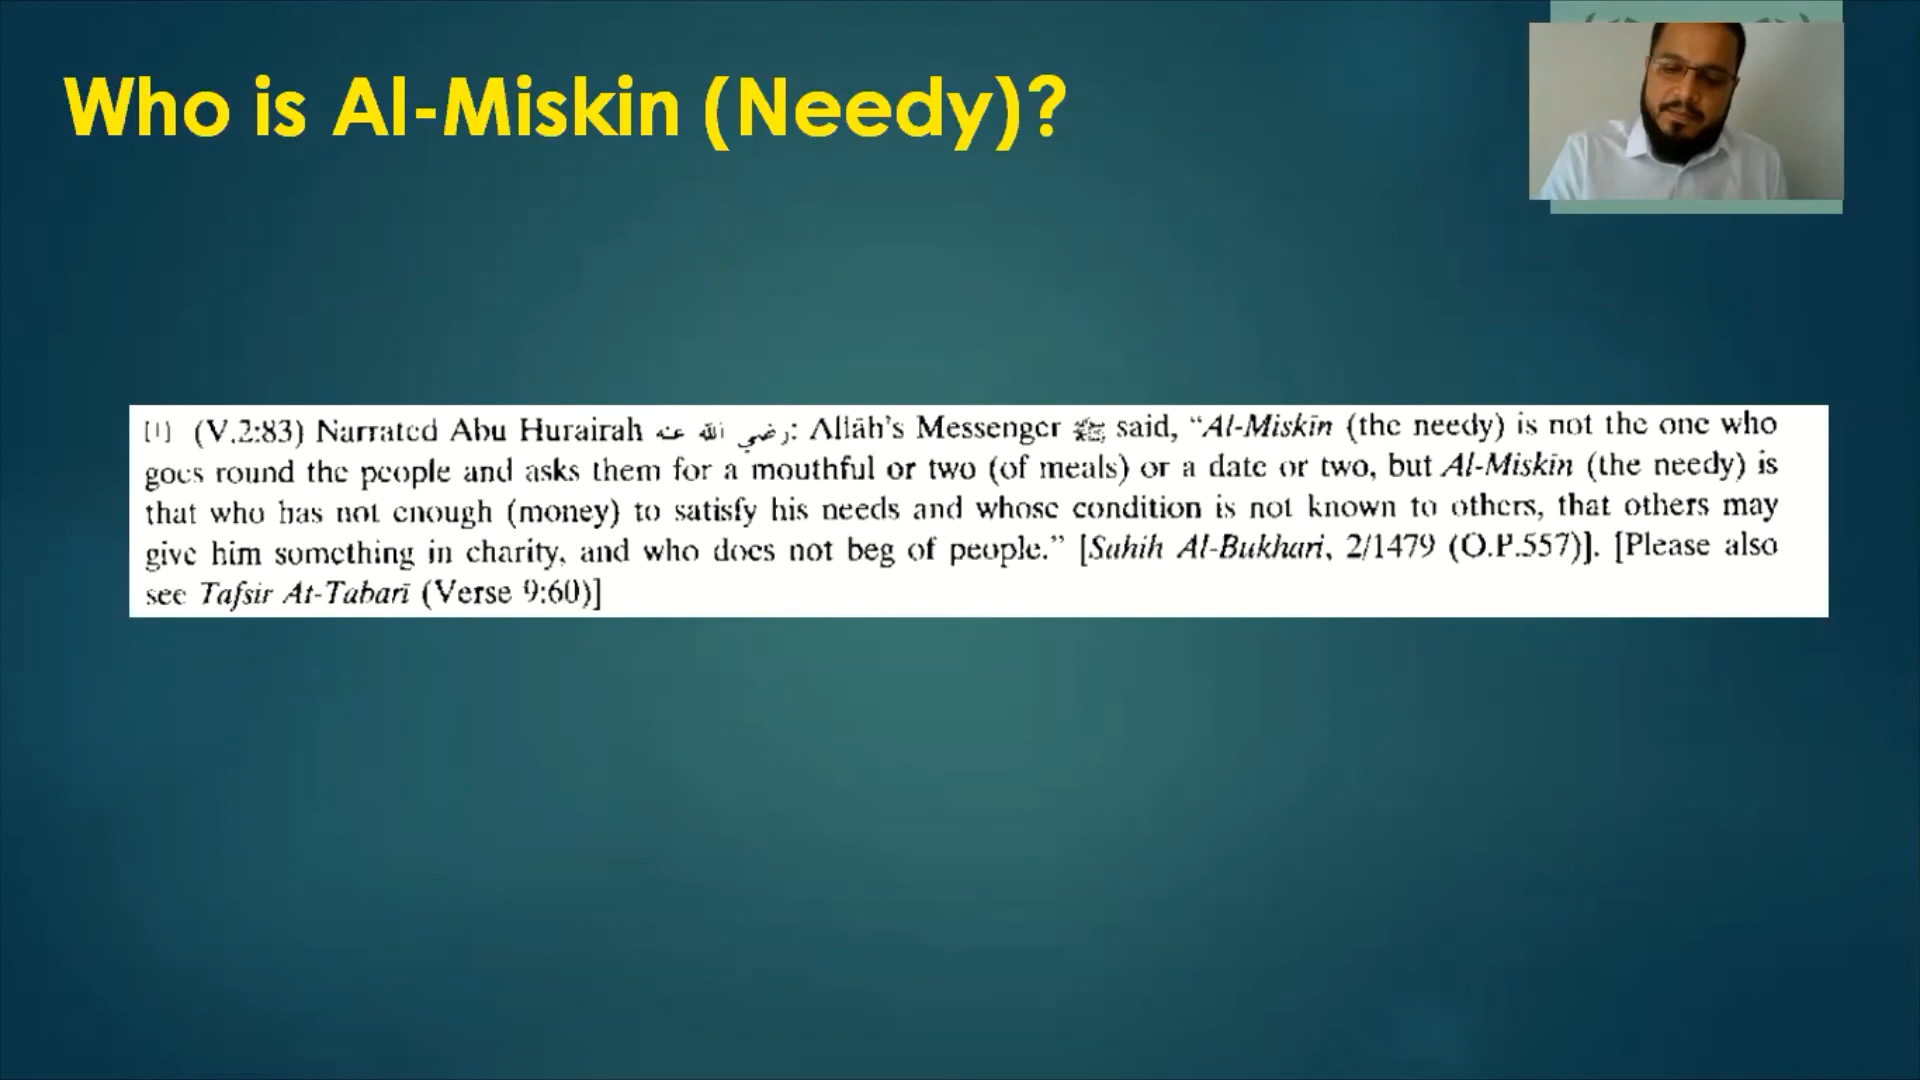 Who is Al-Miskin (Needy)?
[1] (V.2:83) Narrated Abu Hurairah رضي الله عنه: Allāh's Messenger ﷺ said, "Al-Miskīn (the needy) is not the one who
goes round the people and asks them for a mouthful or two (of meals) or a date or two, but Al-Miskīn (the needy) is
that who has not enough (money) to satisfy his needs and whose condition is not known to others, that others may
give him something in charity, and who does not beg of people." [Sahih Al-Bukhari, 2/1479 (O.P.557)]. [Please also
see Tafsir At-Tabarī (Verse 9:60)]